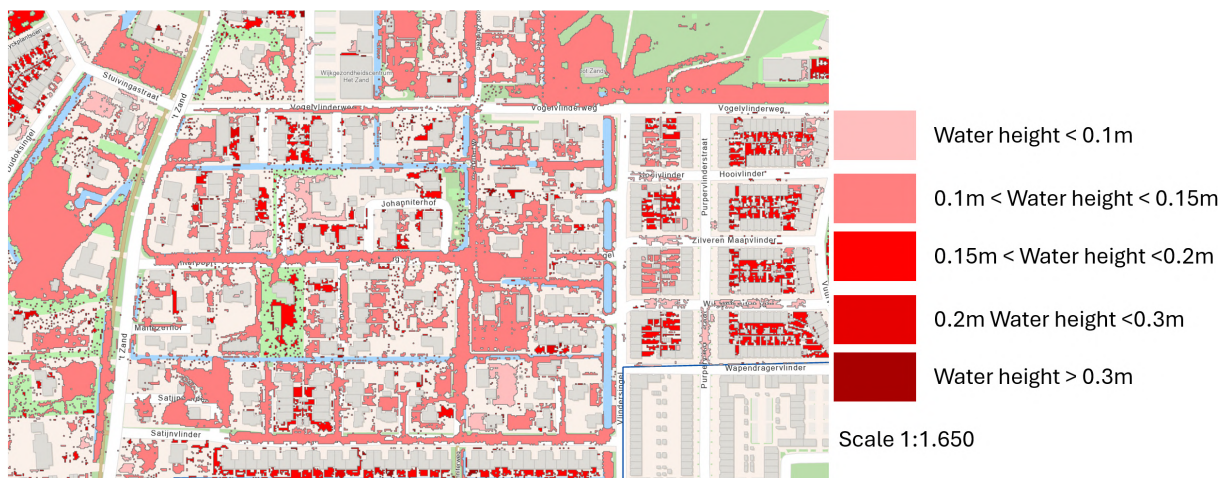 Stuivingastraat
't Zand
Wijkgezondheidscentrum
Het Zand
Vogelvlinderweg
Vogelvlinderweg
Vogelvlinderweg
Water height < 0.1m
Hooivlinder
Hooivlinder
Purpervlinderstraat
0.1m < Water height < 0.15m
Johanniterhof
Zilveren Maanvlinder
0.15m < Water height <0.2m
0.2m Water height <0.3m
't Zand
Wapendragervlinder
Water height > 0.3m
Vlindersingel
Satijnvlinder
Scale 1:1.650